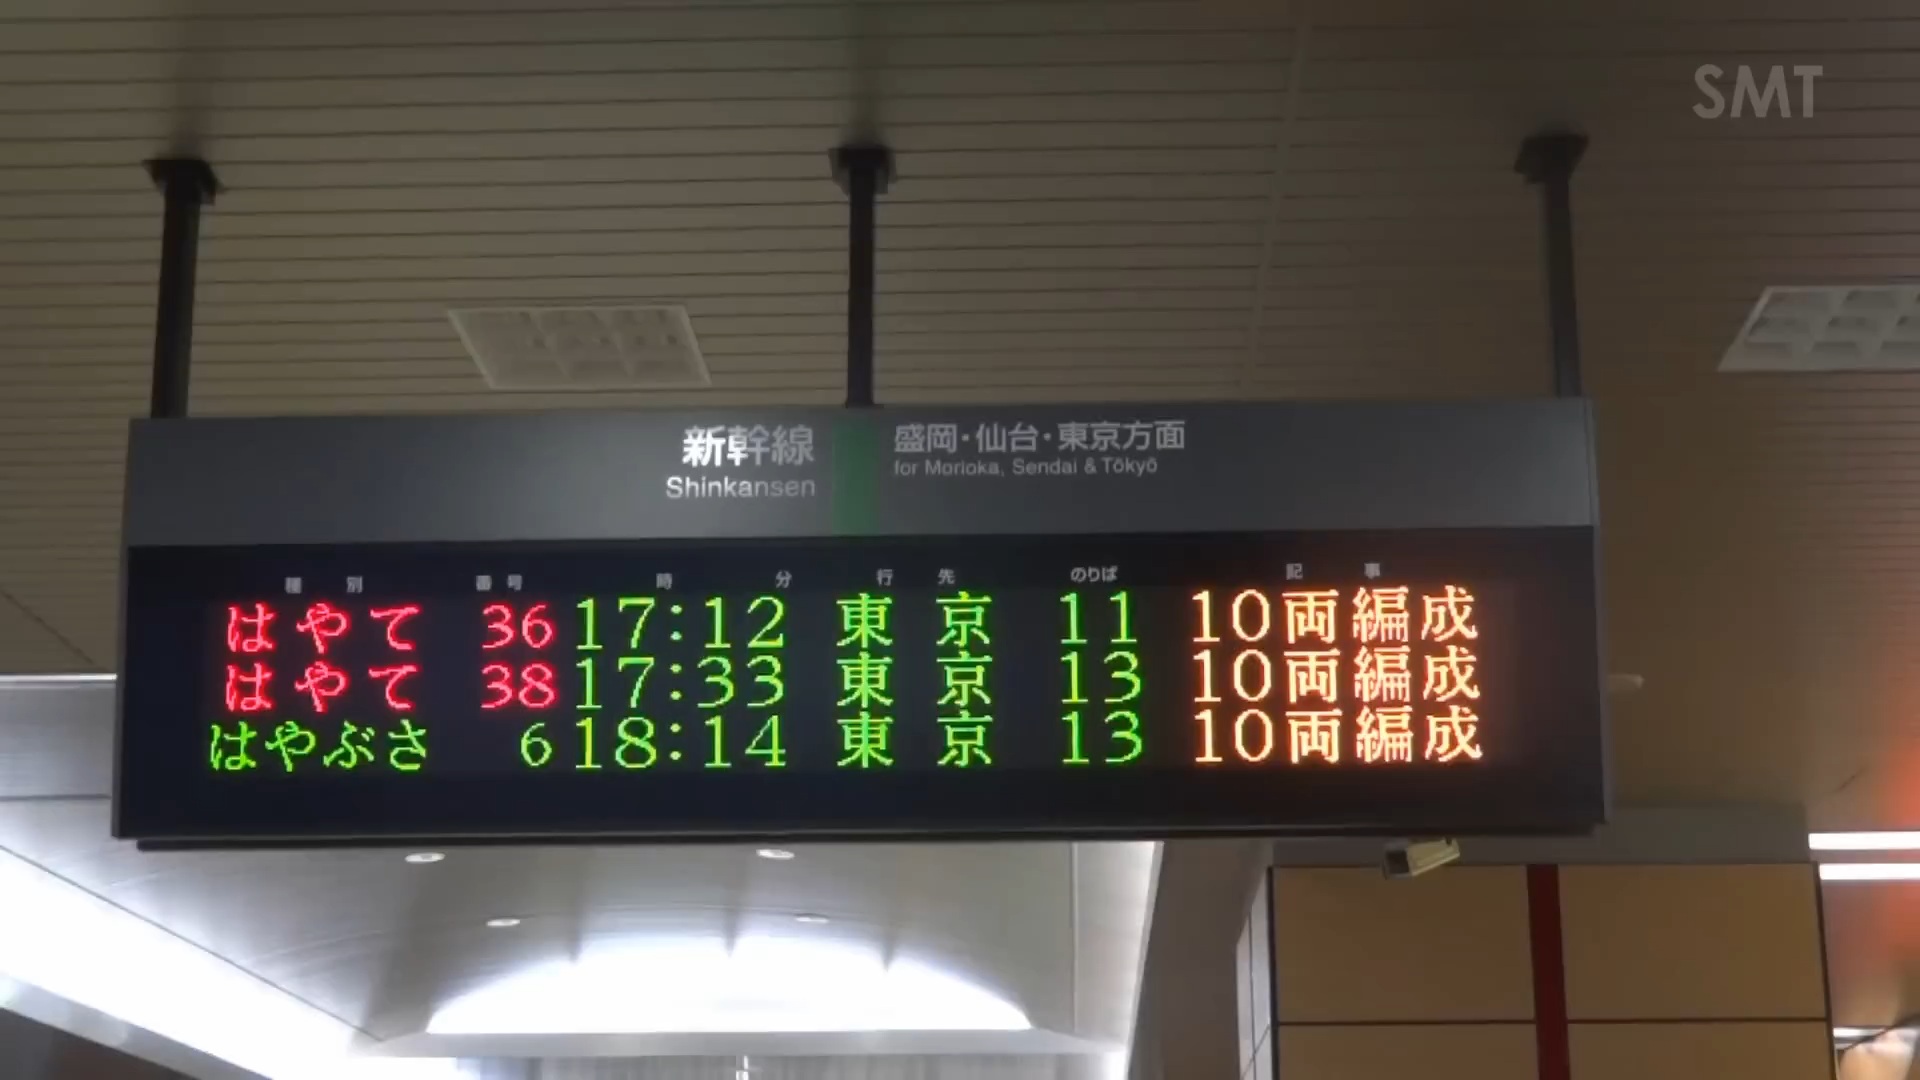 SMT
新幹線
Shinkansen
盛岡・仙台・東京方面
for Morioka, Sendai & Tōkyō
種別 番号 時 分 行先 のりば 記事
はやて 36 17:12 東京 11 10両編成
はやて 38 17:33 東京 13 10両編成
はやぶさ 6 18:14 東京 13 10両編成